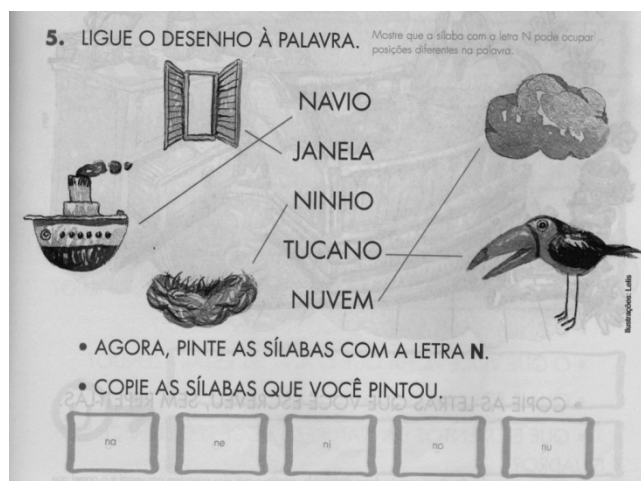 5. LIGUE O DESENHO À PALAVRA.
Mostre que a sílaba com a letra N pode ocupar
posições diferentes na palavra.
NAVIO
JANELA
NINHO
TUCANO
NUVEM
Ilustrações: Lelis
• AGORA, PINTE AS SÍLABAS COM A LETRA N.
• COPIE AS SÍLABAS QUE VOCÊ PINTOU.
na ne ni no nu